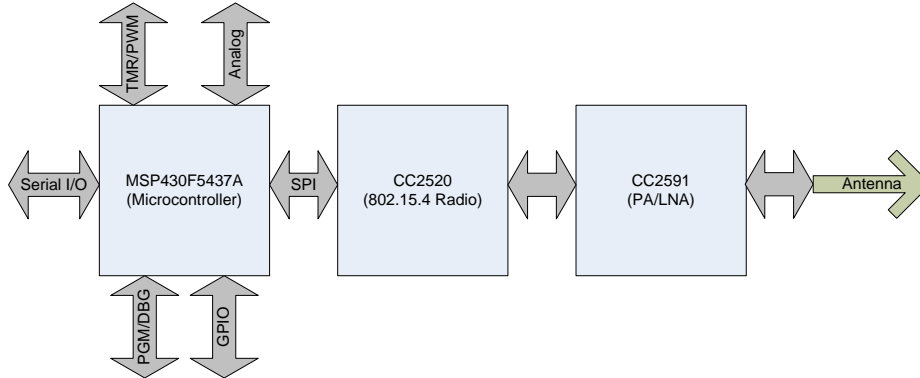 TMR/PWM
Analog
Serial I/O
MSP430F5437A
(Microcontroller)
SPI
CC2520
(802.15.4 Radio)
CC2591
(PA/LNA)
Antenna
PGM/DBG
GPIO